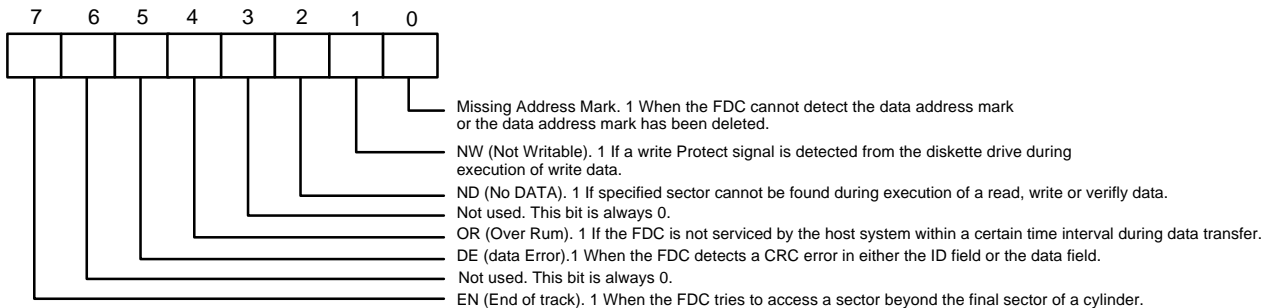 7 6 5 4 3 2 1 0
Missing Address Mark. 1 When the FDC cannot detect the data address mark
or the data address mark has been deleted.
NW (Not Writable). 1 If a write Protect signal is detected from the diskette drive during
execution of write data.
ND (No DATA). 1 If specified sector cannot be found during execution of a read, write or verifly data.
Not used. This bit is always 0.
OR (Over Rum). 1 If the FDC is not serviced by the host system within a certain time interval during data transfer.
DE (data Error).1 When the FDC detects a CRC error in either the ID field or the data field.
Not used. This bit is always 0.
EN (End of track). 1 When the FDC tries to access a sector beyond the final sector of a cylinder.